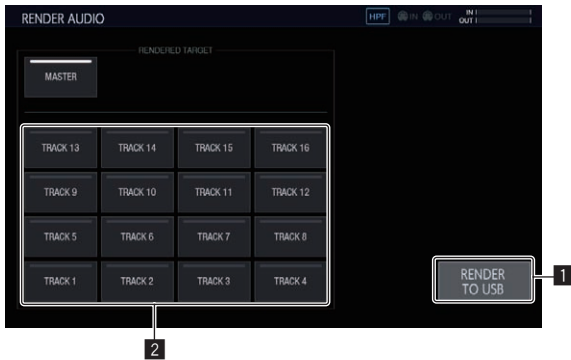 RENDER AUDIO
HPF IN OUT IN
OUT
RENDERED TARGET
MASTER
TRACK 13 TRACK 14 TRACK 15 TRACK 16
TRACK 9 TRACK 10 TRACK 11 TRACK 12
TRACK 5 TRACK 6 TRACK 7 TRACK 8
TRACK 1 TRACK 2 TRACK 3 TRACK 4
RENDER
TO USB
1
2